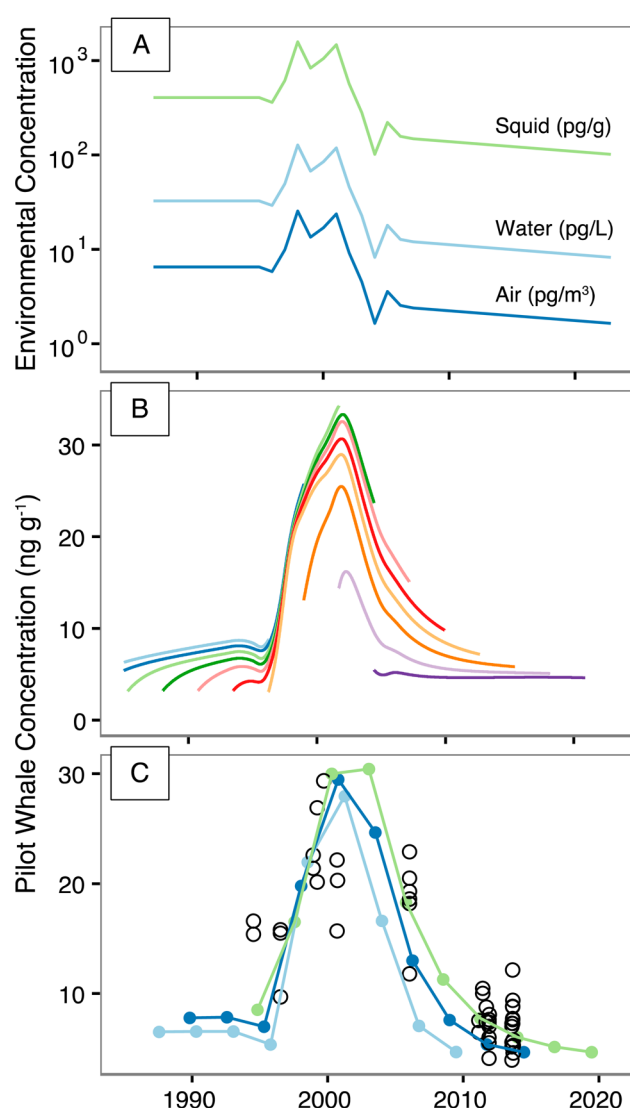 A
Environmental Concentration
10³
10²
10¹
10⁰
Squid (pg/g)
Water (pg/L)
Air (pg/m³)
B
Pilot Whale Concentration (ng g⁻¹)
30
20
10
0
C
30
20
10
1990 2000 2010 2020